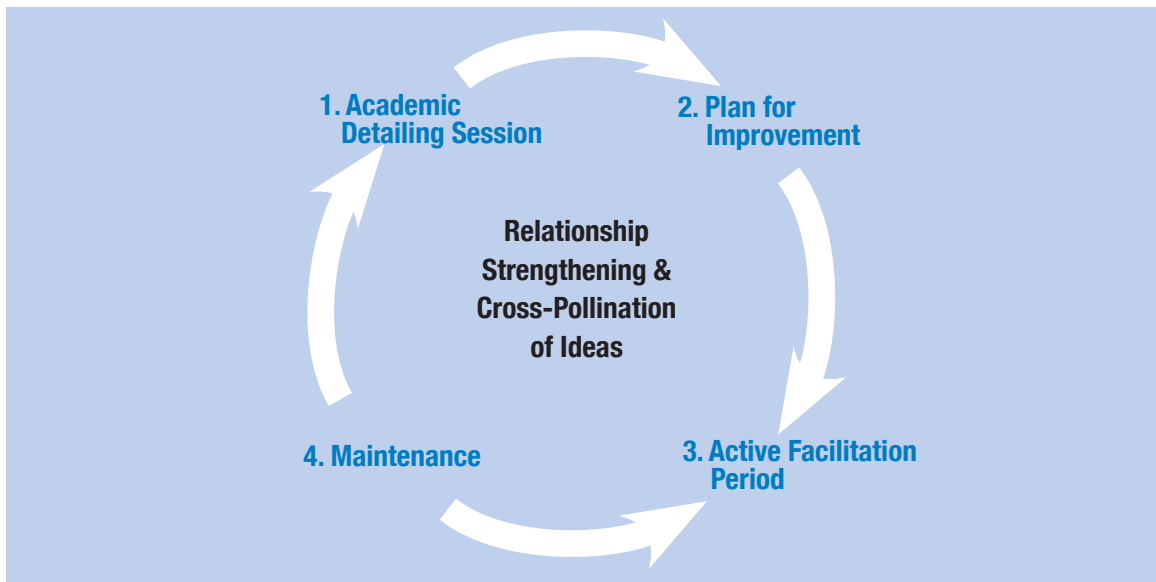 1. Academic
Detailing Session
2. Plan for
Improvement
Relationship
Strengthening &
Cross-Pollination
of Ideas
4. Maintenance
3. Active Facilitation
Period